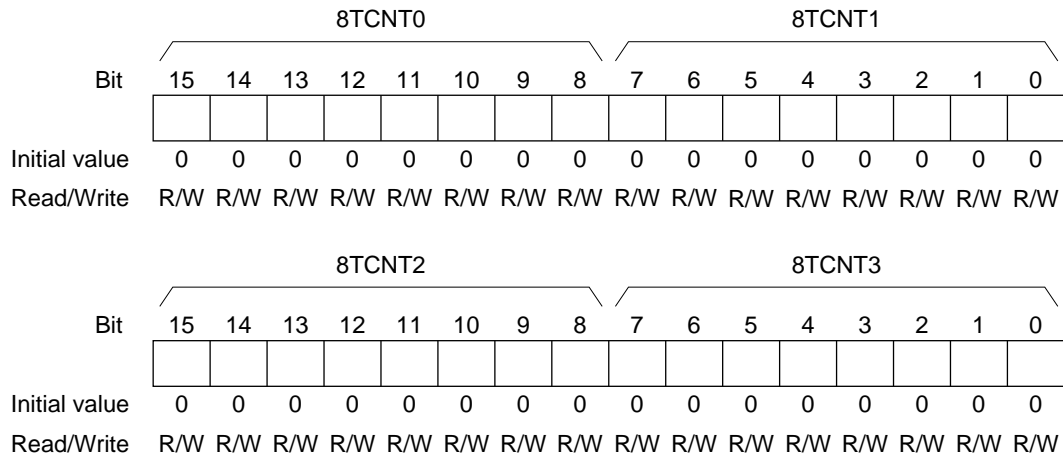 8TCNT0 8TCNT1
Bit 15 14 13 12 11 10 9 8 7 6 5 4 3 2 1 0
Initial value 0 0 0 0 0 0 0 0 0 0 0 0 0 0 0 0
Read/Write R/W R/W R/W R/W R/W R/W R/W R/W R/W R/W R/W R/W R/W R/W R/W R/W
8TCNT2 8TCNT3
Bit 15 14 13 12 11 10 9 8 7 6 5 4 3 2 1 0
Initial value 0 0 0 0 0 0 0 0 0 0 0 0 0 0 0 0
Read/Write R/W R/W R/W R/W R/W R/W R/W R/W R/W R/W R/W R/W R/W R/W R/W R/W